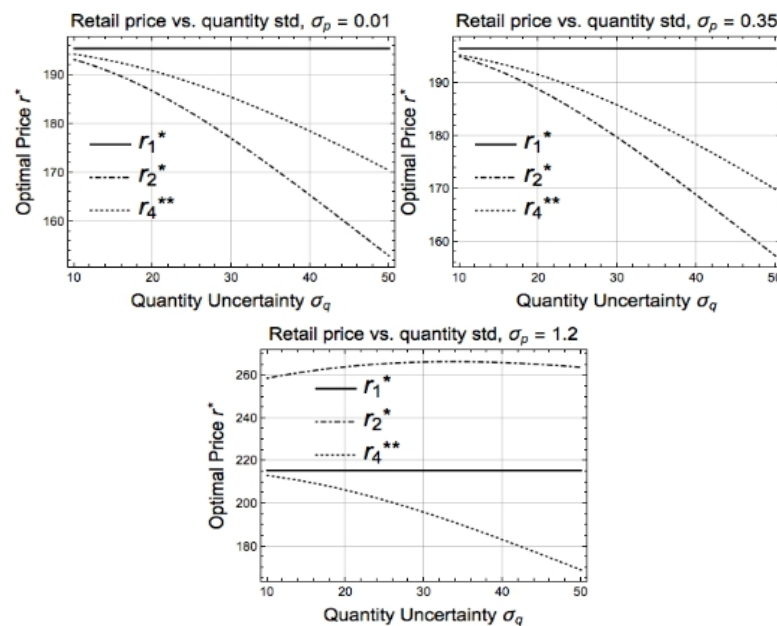 Retail price vs. quantity std, σp = 0.01
Optimal Price r*
190
180
170
160
r1*
r2*
r4**
10 20 30 40 50
Quantity Uncertainty σq
Retail price vs. quantity std, σp = 0.35
Optimal Price r*
190
180
170
160
r1*
r2*
r4**
10 20 30 40 50
Quantity Uncertainty σq
Retail price vs. quantity std, σp = 1.2
Optimal Price r*
260
240
220
200
180
r1*
r2*
r4**
10 20 30 40 50
Quantity Uncertainty σq